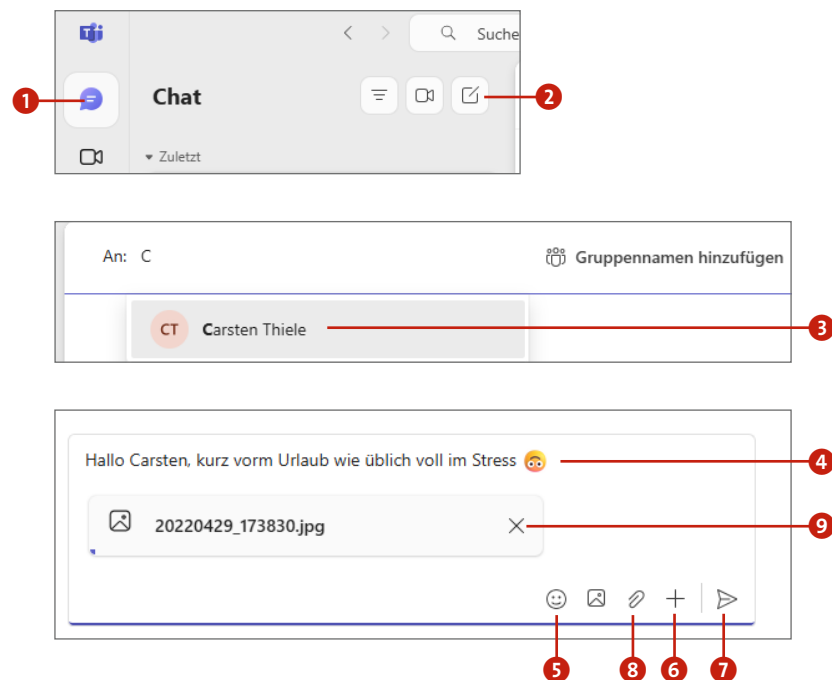 Suche
1
Chat
2
Zuletzt
An: C
Gruppennamen hinzufügen
CT Carsten Thiele
3
Hallo Carsten, kurz vorm Urlaub wie üblich voll im Stress 🙃
4
20220429_173830.jpg
9
5 8 6 7